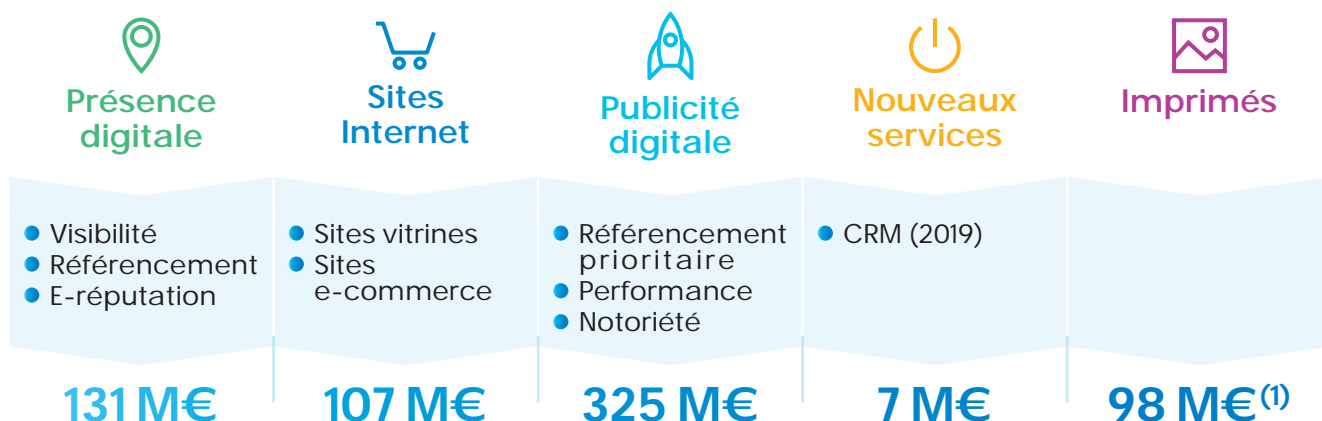 Présence
digitale
Sites
Internet
Publicité
digitale
Nouveaux
services
Imprimés
Visibilité
Référencement
E-réputation
Sites vitrines
Sites
e-commerce
Référencement
prioritaire
Performance
Notoriété
CRM (2019)
131 M€
107 M€
325 M€
7 M€
98 M€(1)